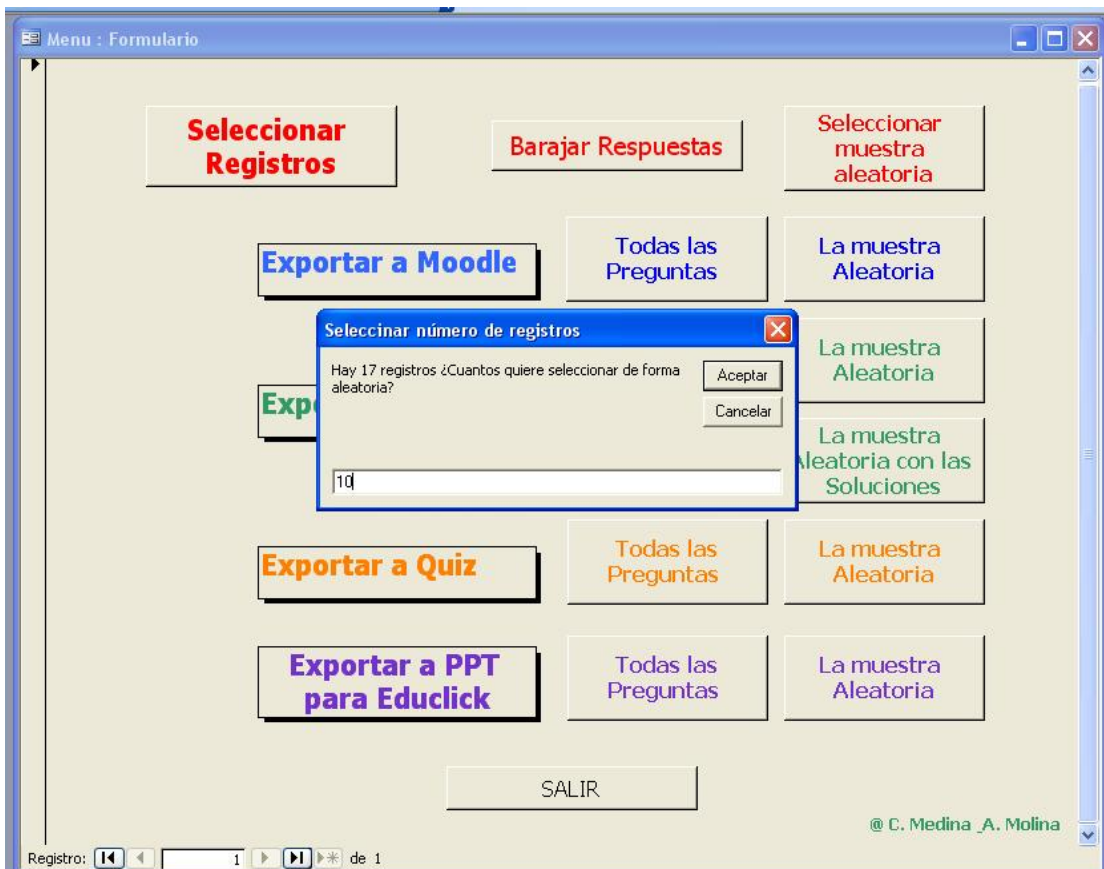 Menu : Formulario
Seleccionar
Registros
Barajar Respuestas
Seleccionar
muestra
aleatoria
Exportar a Moodle
Todas las
Preguntas
La muestra
Aleatoria
Seleccinar número de registros
Hay 17 registros ¿Cuantos quiere seleccionar de forma
aleatoria?
Aceptar
Cancelar
10
La muestra
Aleatoria
Expo
La muestra
Aleatoria con las
Soluciones
Exportar a Quiz
Todas las
Preguntas
La muestra
Aleatoria
Exportar a PPT
para Educlick
Todas las
Preguntas
La muestra
Aleatoria
SALIR
@ C. Medina _A. Molina
Registro: 1 de 1